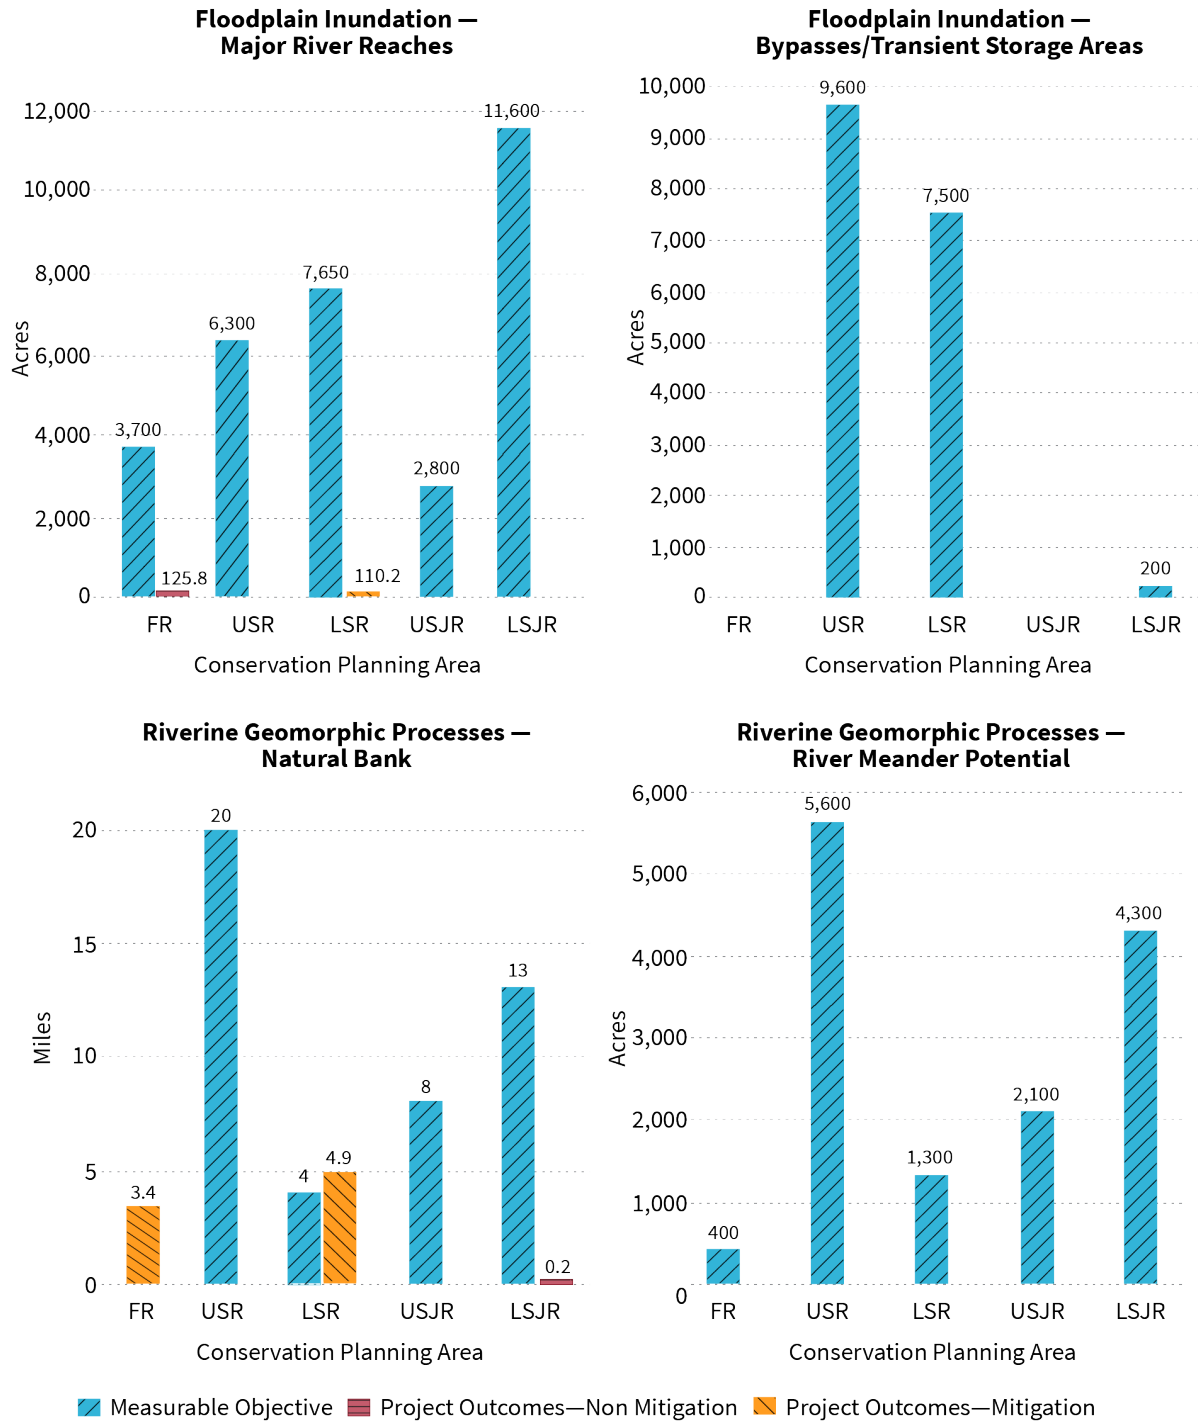 Floodplain Inundation —
Major River Reaches
12,000
10,000
8,000
6,000
4,000
2,000
0
Acres
3,700
125.8
6,300
7,650
110.2
2,800
11,600
FR USR LSR USJR LSJR
Conservation Planning Area
Floodplain Inundation —
Bypasses/Transient Storage Areas
10,000
9,000
8,000
7,000
6,000
5,000
4,000
3,000
2,000
1,000
0
Acres
9,600
7,500
200
FR USR LSR USJR LSJR
Conservation Planning Area
Riverine Geomorphic Processes —
Natural Bank
20
15
10
5
0
Miles
3.4
20
4
4.9
8
13
0.2
FR USR LSR USJR LSJR
Conservation Planning Area
Riverine Geomorphic Processes —
River Meander Potential
6,000
5,000
4,000
3,000
2,000
1,000
0
Acres
400
5,600
1,300
2,100
4,300
FR USR LSR USJR LSJR
Conservation Planning Area
Measurable Objective Project Outcomes—Non Mitigation Project Outcomes—Mitigation